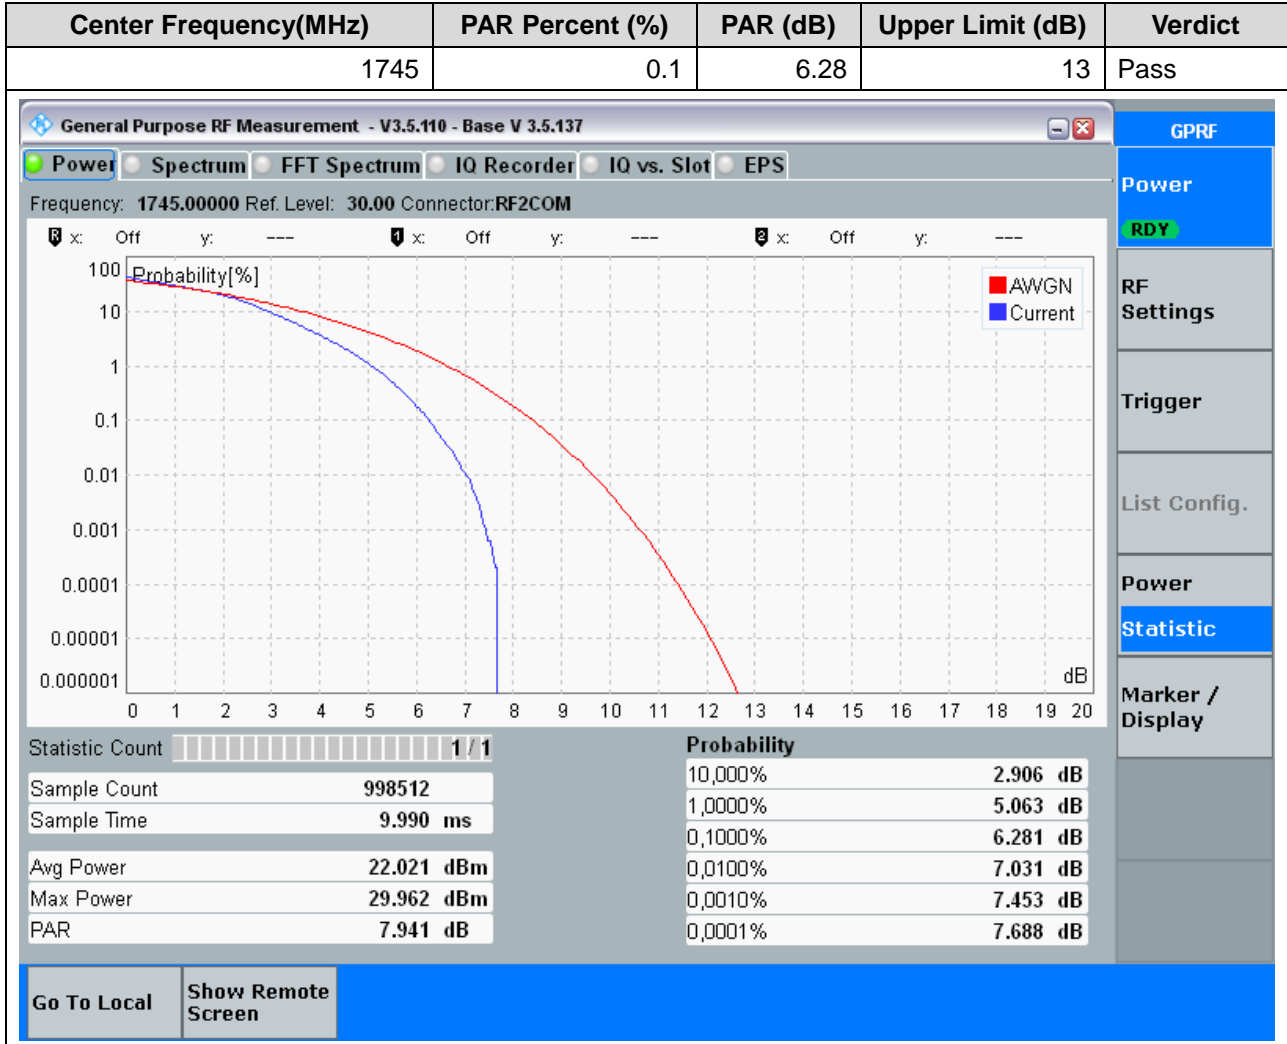 Center Frequency(MHz) PAR Percent (%) PAR (dB) Upper Limit (dB) Verdict
1745 0.1 6.28 13 Pass
General Purpose RF Measurement - V3.5.110 - Base V 3.5.137
GPRF
Power Spectrum FFT Spectrum IQ Recorder IQ vs. Slot EPS
Frequency: 1745.00000 Ref. Level: 30.00 Connector:RF2COM
R x: Off y: --- 1 x: Off y: --- 2 x: Off y: ---
Probability[%]
AWGN
Current
100
10
1
0.1
0.01
0.001
0.0001
0.00001
0.000001
dB
0 1 2 3 4 5 6 7 8 9 10 11 12 13 14 15 16 17 18 19 20
Statistic Count 1 / 1
Sample Count 998512
Sample Time 9.990 ms
Avg Power 22.021 dBm
Max Power 29.962 dBm
PAR 7.941 dB
Probability
10,000% 2.906 dB
1,0000% 5.063 dB
0,1000% 6.281 dB
0,0100% 7.031 dB
0,0010% 7.453 dB
0,0001% 7.688 dB
Power
RDY
RF
Settings
Trigger
List Config.
Power
Statistic
Marker /
Display
Go To Local
Show Remote
Screen